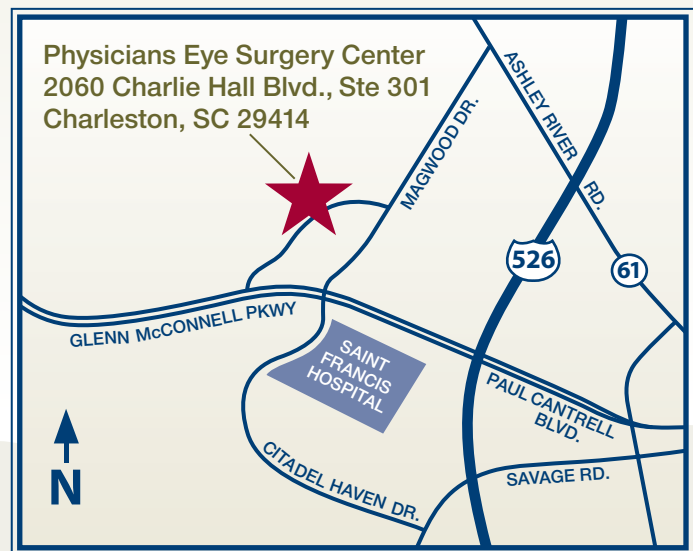 Physicians Eye Surgery Center
2060 Charlie Hall Blvd., Ste 301
Charleston, SC 29414
MAGWOOD DR.
ASHLEY RIVER
RD.
526
61
GLENN McCONNELL PKWY
SAINT
FRANCIS
HOSPITAL
PAUL CANTRELL
BLVD.
CITADEL HAVEN DR.
SAVAGE RD.
N